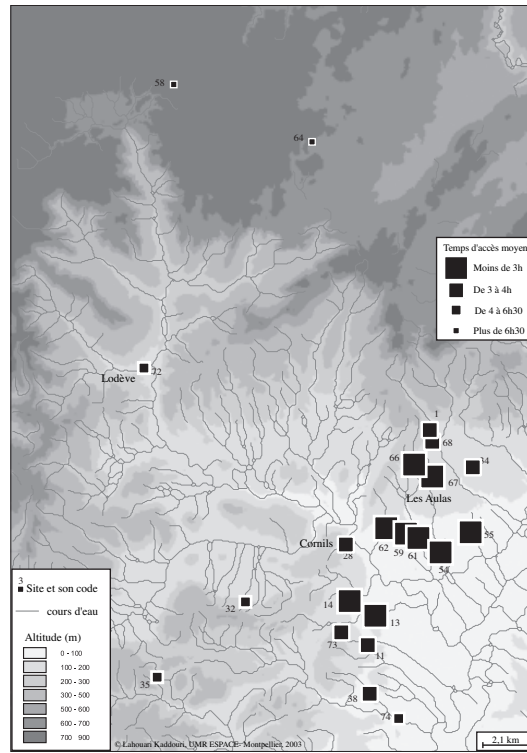 58
64
Temps d'accès moyen
Moins de 3h
De 3 à 4h
De 4 à 6h30
Plus de 6h30
Lodève
1
68
66
67
Les Aulas
55
62
59
61
54
Cornils
28
14
13
32
73
11
35
38
74
3
Site et son code
cours d'eau
Altitude (m)
0 - 100
100 - 200
200 - 300
300 - 500
500 - 600
600 - 700
700 900
© Lahouari Kaddouri, UMR ESPACE- Montpellier, 2003
2,1 km